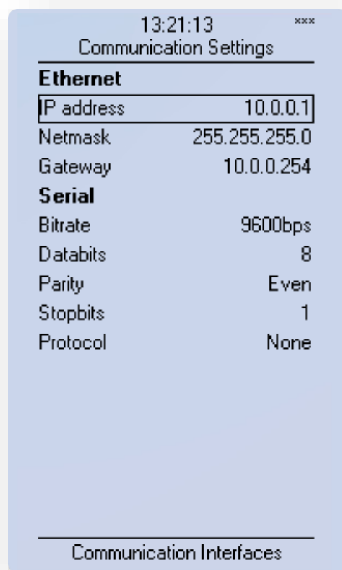 13:21:13 ×××
Communication Settings
Ethernet
IP address 10.0.0.1
Netmask 255.255.255.0
Gateway 10.0.0.254
Serial
Bitrate 9600bps
Databits 8
Parity Even
Stopbits 1
Protocol None
Communication Interfaces